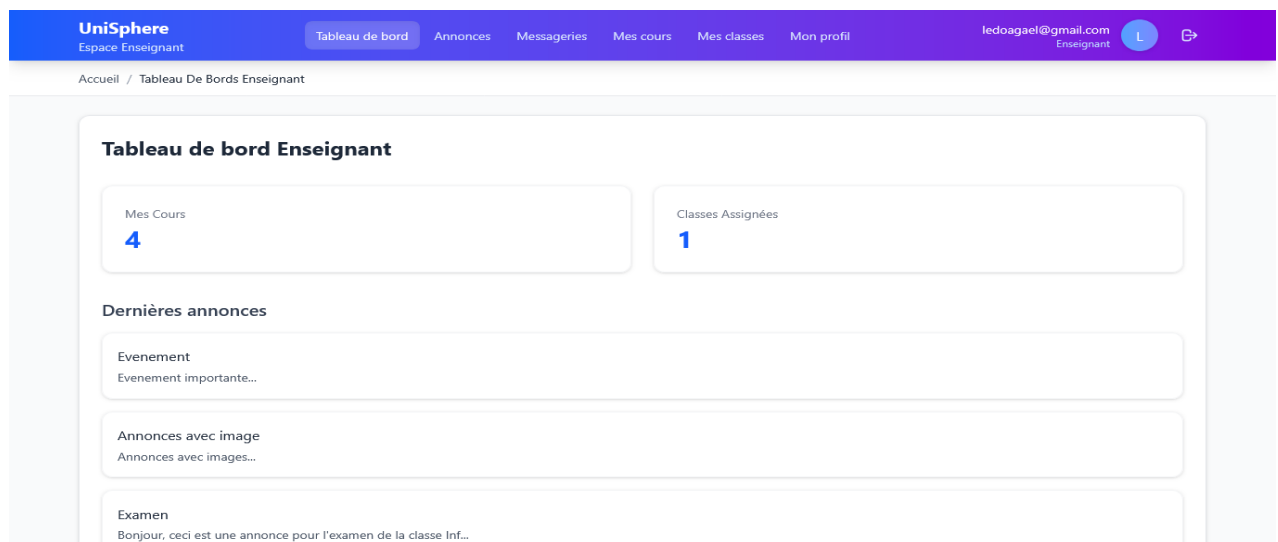 UniSphere
Espace Enseignant
Tableau de bord
Annonces
Messageries
Mes cours
Mes classes
Mon profil
ledoagael@gmail.com
Enseignant
L
Accueil / Tableau De Bords Enseignant
Tableau de bord Enseignant
Mes Cours
4
Classes Assignées
1
Dernières annonces
Evenement
Evenement importante...
Annonces avec image
Annonces avec images...
Examen
Bonjour, ceci est une annonce pour l'examen de la classe Inf...